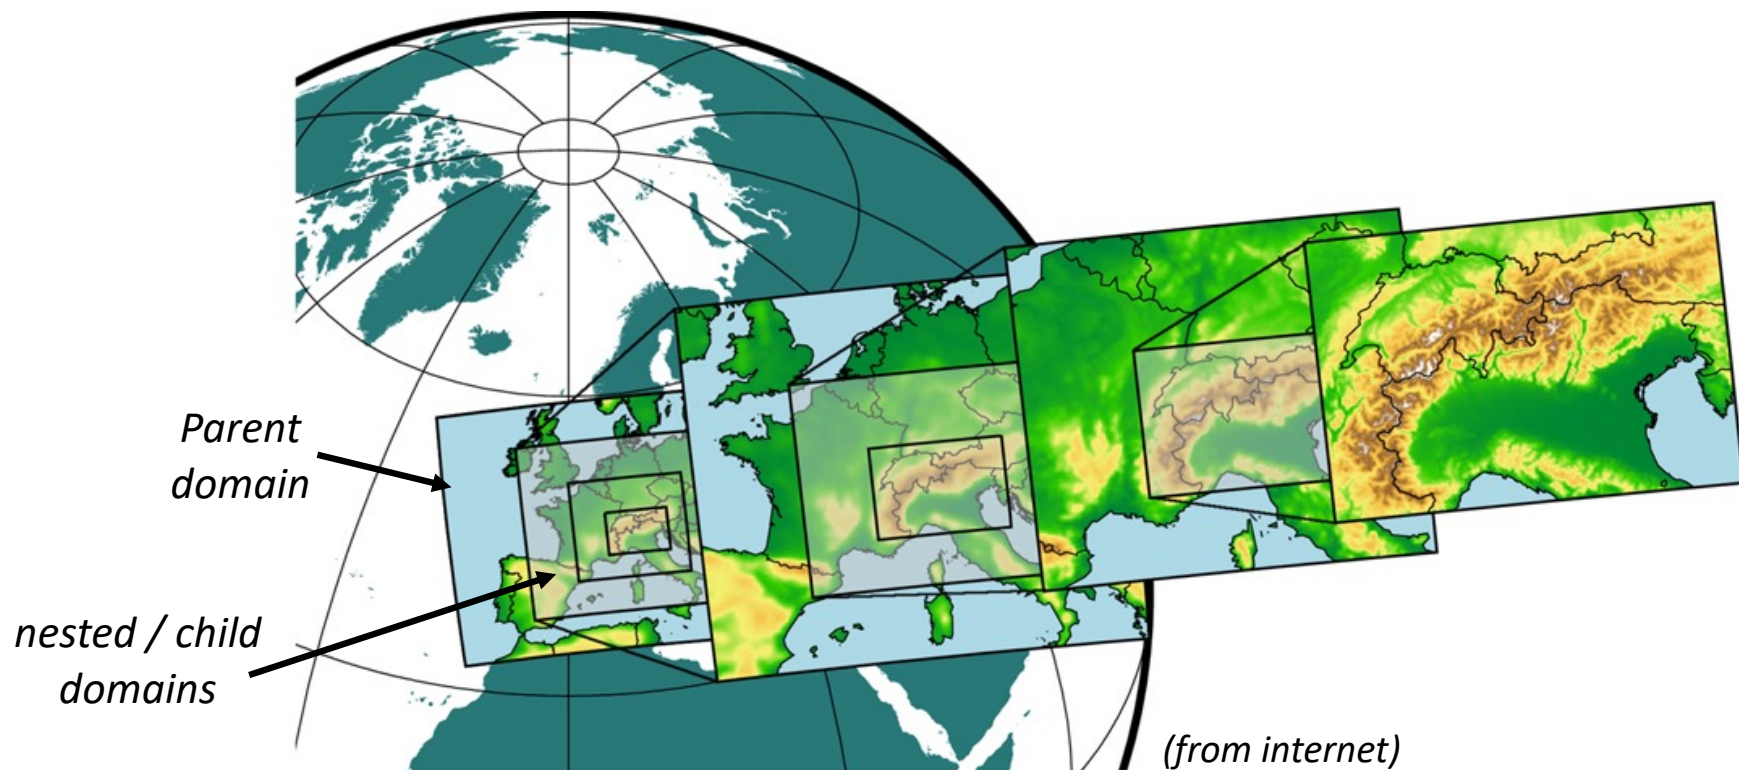 Parent
domain
nested / child
domains
(from internet)